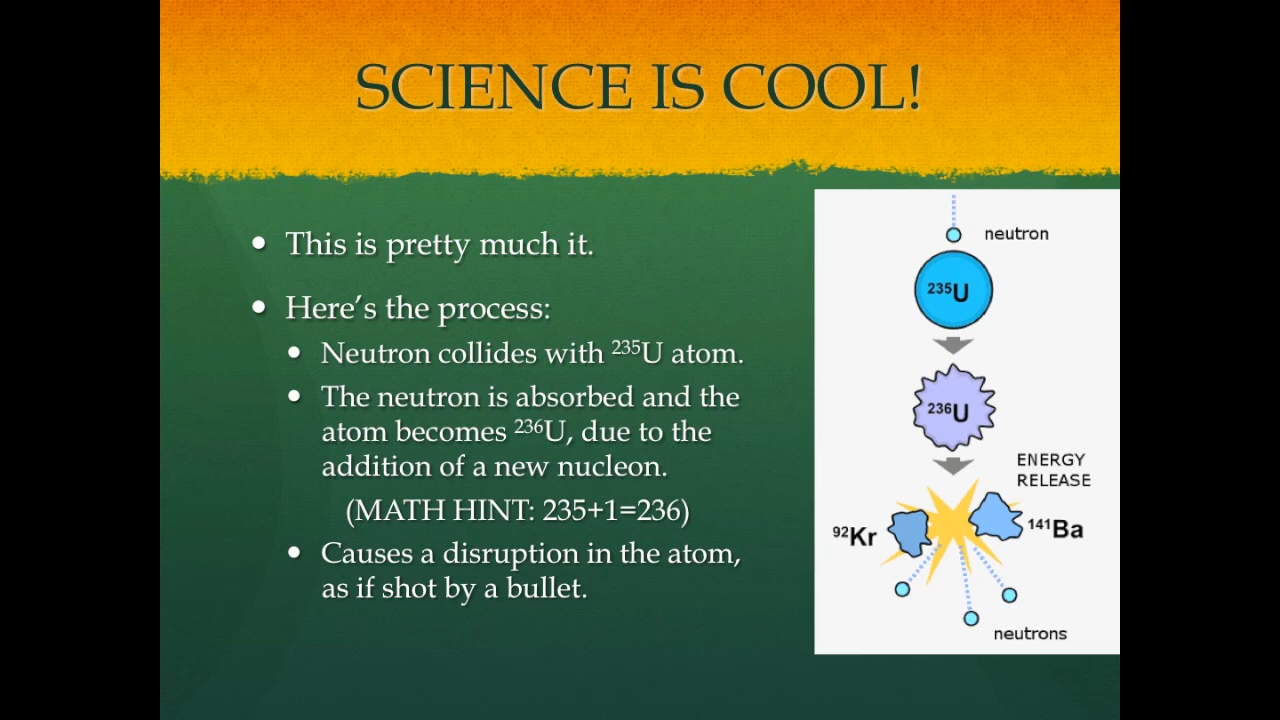 SCIENCE IS COOL!
• This is pretty much it.
• Here’s the process:
• Neutron collides with ²³⁵U atom.
• The neutron is absorbed and the
atom becomes ²³⁶U, due to the
addition of a new nucleon.
(MATH HINT: 235+1=236)
• Causes a disruption in the atom,
as if shot by a bullet.
neutron
²³⁵U
²³⁶U
ENERGY
RELEASE
⁹²Kr
¹⁴¹Ba
neutrons